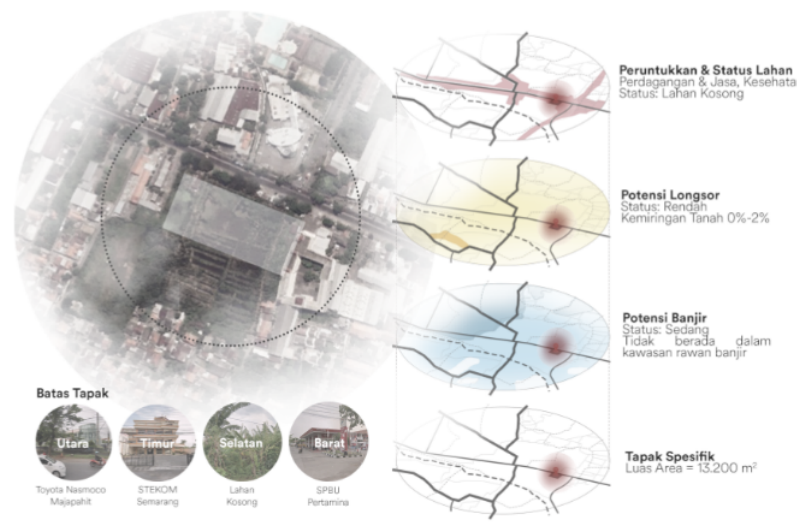 Peruntukkan & Status Lahan
Perdagangan & Jasa, Kesehata
Status: Lahan Kosong
Potensi Longsor
Status: Rendah
Kemiringan Tanah 0%-2%
Potensi Banjir
Status: Sedang
Tidak berada dalam
kawasan rawan banjir
Batas Tapak
Utara
Timur
Selatan
Barat
Toyota Nasmoco
Majapahit
STEKOM
Semarang
Lahan
Kosong
SPBU
Pertamina
Tapak Spesifik
Luas Area = 13.200 m²